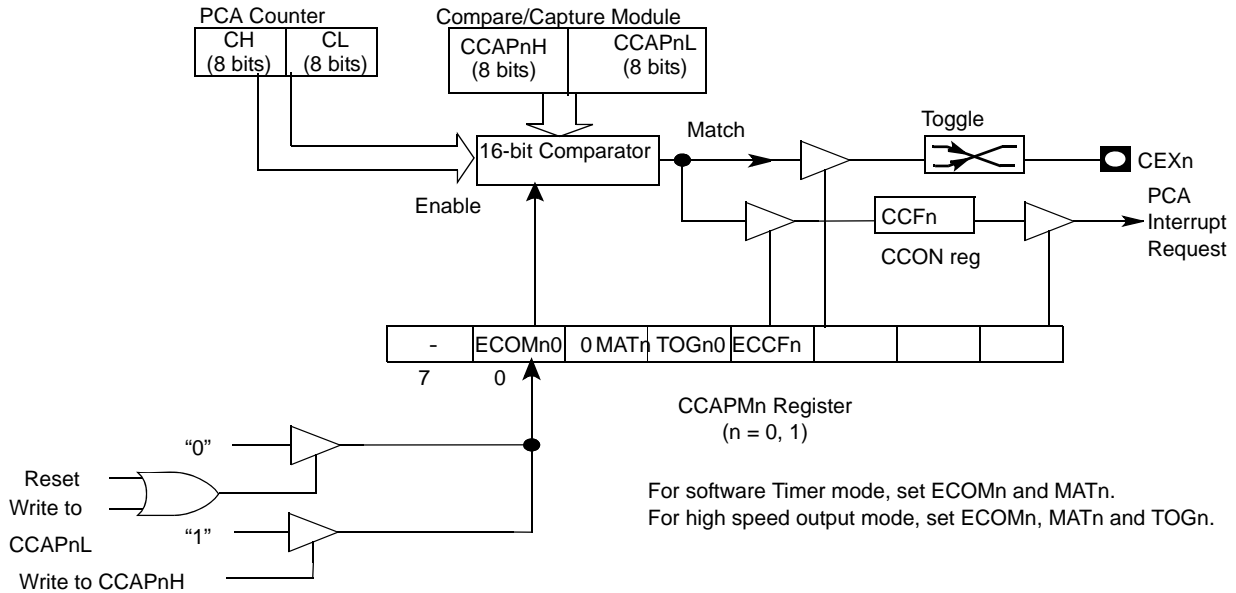 PCA Counter
CH
(8 bits)
CL
(8 bits)
Compare/Capture Module
CCAPnH
(8 bits)
CCAPnL
(8 bits)
16-bit Comparator
Match
Toggle
CEXn
Enable
CCFn
CCON reg
PCA
Interrupt
Request
- ECOMn0 0 MATn TOGn0 ECCFn
7 0
CCAPMn Register
(n = 0, 1)
“0”
Reset
Write to
CCAPnL
“1”
Write to CCAPnH
For software Timer mode, set ECOMn and MATn.
For high speed output mode, set ECOMn, MATn and TOGn.